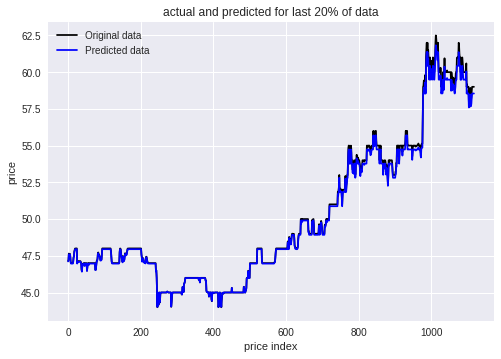 actual and predicted for last 20% of data
Original data
Predicted data
62.5
60.0
57.5
55.0
52.5
50.0
47.5
45.0
price
0
200
400
600
800
1000
price index